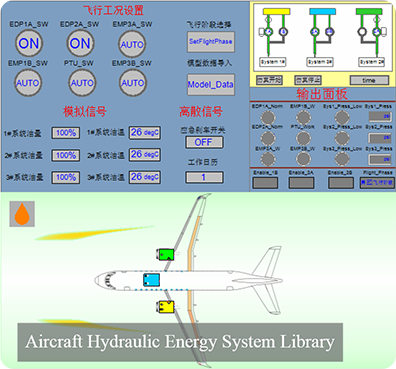 飞行工况设置
EDP1A_SW EDP2A_SW EMP3A_SW
ON ON AUTO
EMP1B_SW PTU_SW EMP3B_SW
AUTO AUTO AUTO
飞行阶段选择
SetFlightPhase
模型数据导入
Model_Data
模拟信号
1#系统油量 100% 1#系统油温 26 degC
2#系统油量 100% 2#系统油温 26 degC
3#系统油量 100% 3#系统油温 26 degC
离散信号
应急刹车开关
OFF
工作日历
1
System 1# System 2# System 3#
仿真开始 仿真停止 time
输出面板
EDP1A_Norm EMP1B_W Sys1_Press_Low Sys1_Press
EDP2A_Norm PTU_Work Sys2_Press_Low Sys2_Press
EMP3A_W EMP3B_W Sys3_Press_Low Sys3_Press
Enable_1B Enable_3A Enable_3B Flight_Phase
Aircraft Hydraulic Energy System Library